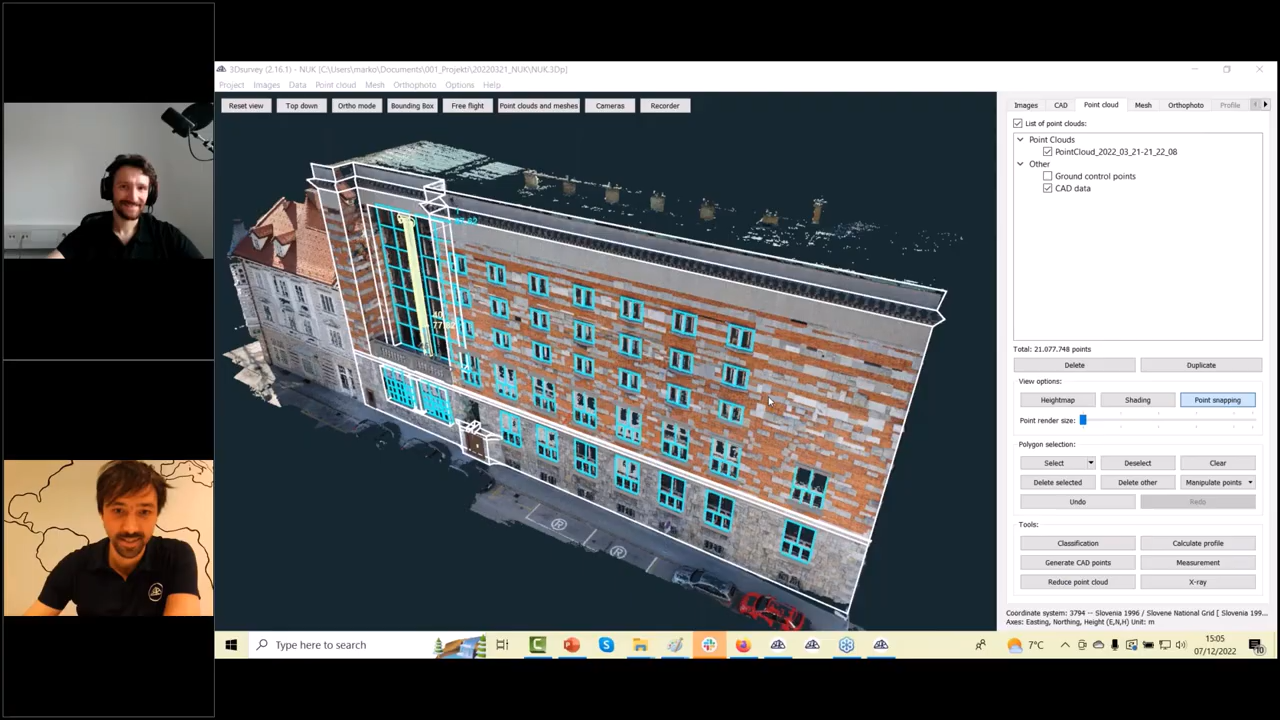 3Dsurvey (2.16.1) - NUK [C:\Users\marko\Documents\001_Projekti\20220321_NUK\NUK.3Dp]
Project Images Data Point cloud Mesh Orthophoto Options Help
Reset view Top down Ortho mode Bounding Box Free flight Point clouds and meshes Cameras Recorder
Images CAD Point cloud Mesh Orthophoto Profile
List of point clouds:
Point Clouds
PointCloud_2022_03_21-21_22_08
Other
Ground control points
CAD data
Total: 21.077.748 points
Delete Duplicate
View options:
Heightmap Shading Point snapping
Point render size:
Polygon selection:
Select Deselect Clear
Delete selected Delete other Manipulate points
Undo Redo
Tools:
Classification Calculate profile
Generate CAD points Measurement
Reduce point cloud X-ray
Coordinate system: 3794 -- Slovenia 1996 / Slovene National Grid [ Slovenia 199...
Axes: Easting, Northing, Height (E,N,H) Unit: m
R
R
Type here to search
7°C
15:05
07/12/2022